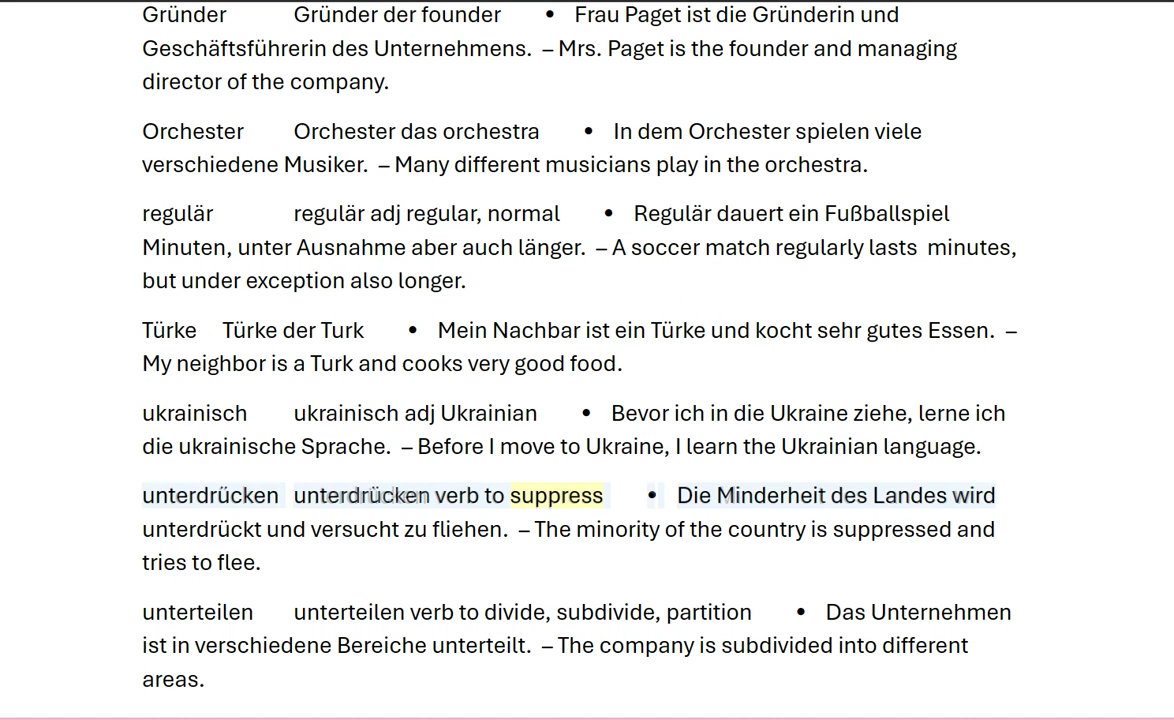 Gründer Gründer der founder • Frau Paget ist die Gründerin und
Geschäftsführerin des Unternehmens. – Mrs. Paget is the founder and managing
director of the company.
Orchester Orchester das orchestra • In dem Orchester spielen viele
verschiedene Musiker. – Many different musicians play in the orchestra.
regulär regulär adj regular, normal • Regulär dauert ein Fußballspiel
Minuten, unter Ausnahme aber auch länger. – A soccer match regularly lasts minutes,
but under exception also longer.
Türke Türke der Turk • Mein Nachbar ist ein Türke und kocht sehr gutes Essen. –
My neighbor is a Turk and cooks very good food.
ukrainisch ukrainisch adj Ukrainian • Bevor ich in die Ukraine ziehe, lerne ich
die ukrainische Sprache. – Before I move to Ukraine, I learn the Ukrainian language.
unterdrücken unterdrücken verb to suppress • Die Minderheit des Landes wird
unterdrückt und versucht zu fliehen. – The minority of the country is suppressed and
tries to flee.
unterteilen unterteilen verb to divide, subdivide, partition • Das Unternehmen
ist in verschiedene Bereiche unterteilt. – The company is subdivided into different
areas.